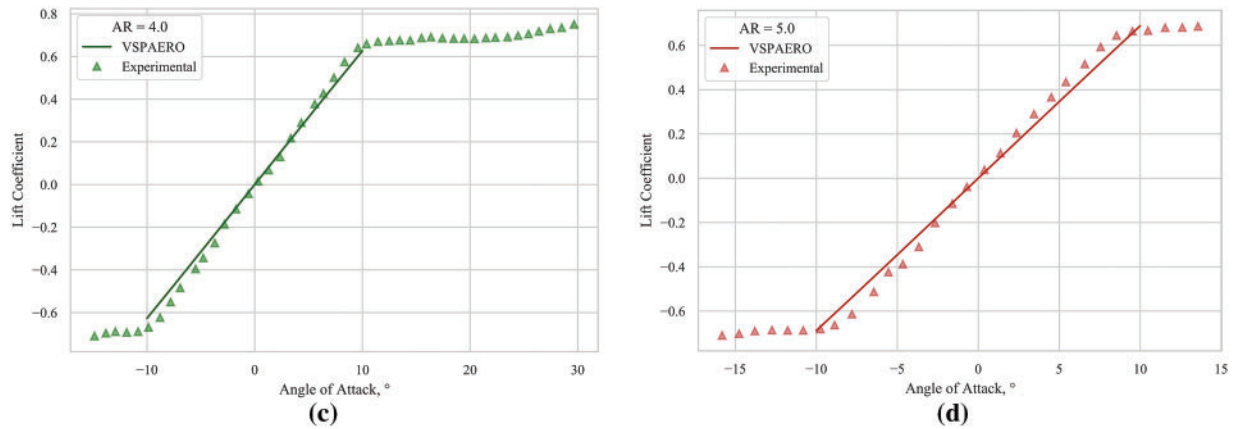 AR = 4.0
VSPAERO
Experimental
0.8
0.6
0.4
0.2
0.0
−0.2
−0.4
−0.6
Lift Coefficient
−10 0 10 20 30
Angle of Attack, °
(c)
AR = 5.0
VSPAERO
Experimental
0.6
0.4
0.2
0.0
−0.2
−0.4
−0.6
Lift Coefficient
−15 −10 −5 0 5 10 15
Angle of Attack, °
(d)